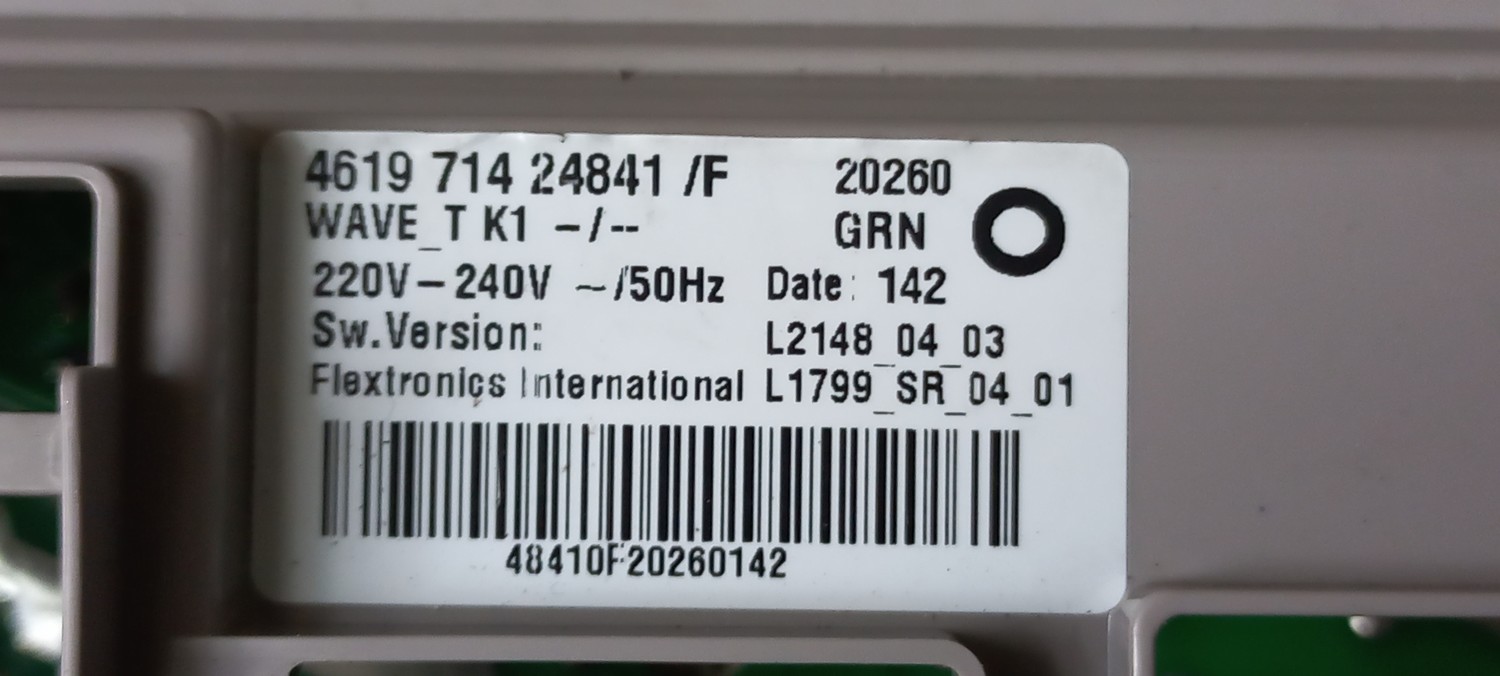 4619 714 24841 /F 20260
WAVE_T K1 -/-- GRN
220V-240V ~/50Hz Date: 142
Sw.Version: L2148_04_03
Flextronics International L1799_SR_04_01
48410F20260142